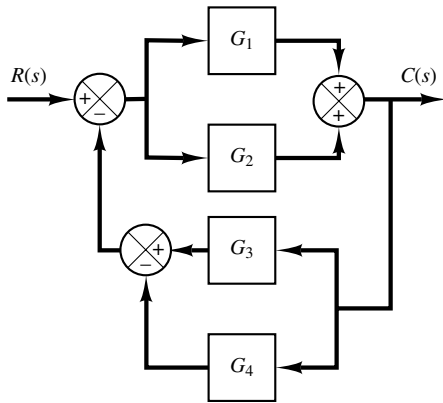 G₁
R(s) + − + + C(s)
G₂
+ − G₃
G₄